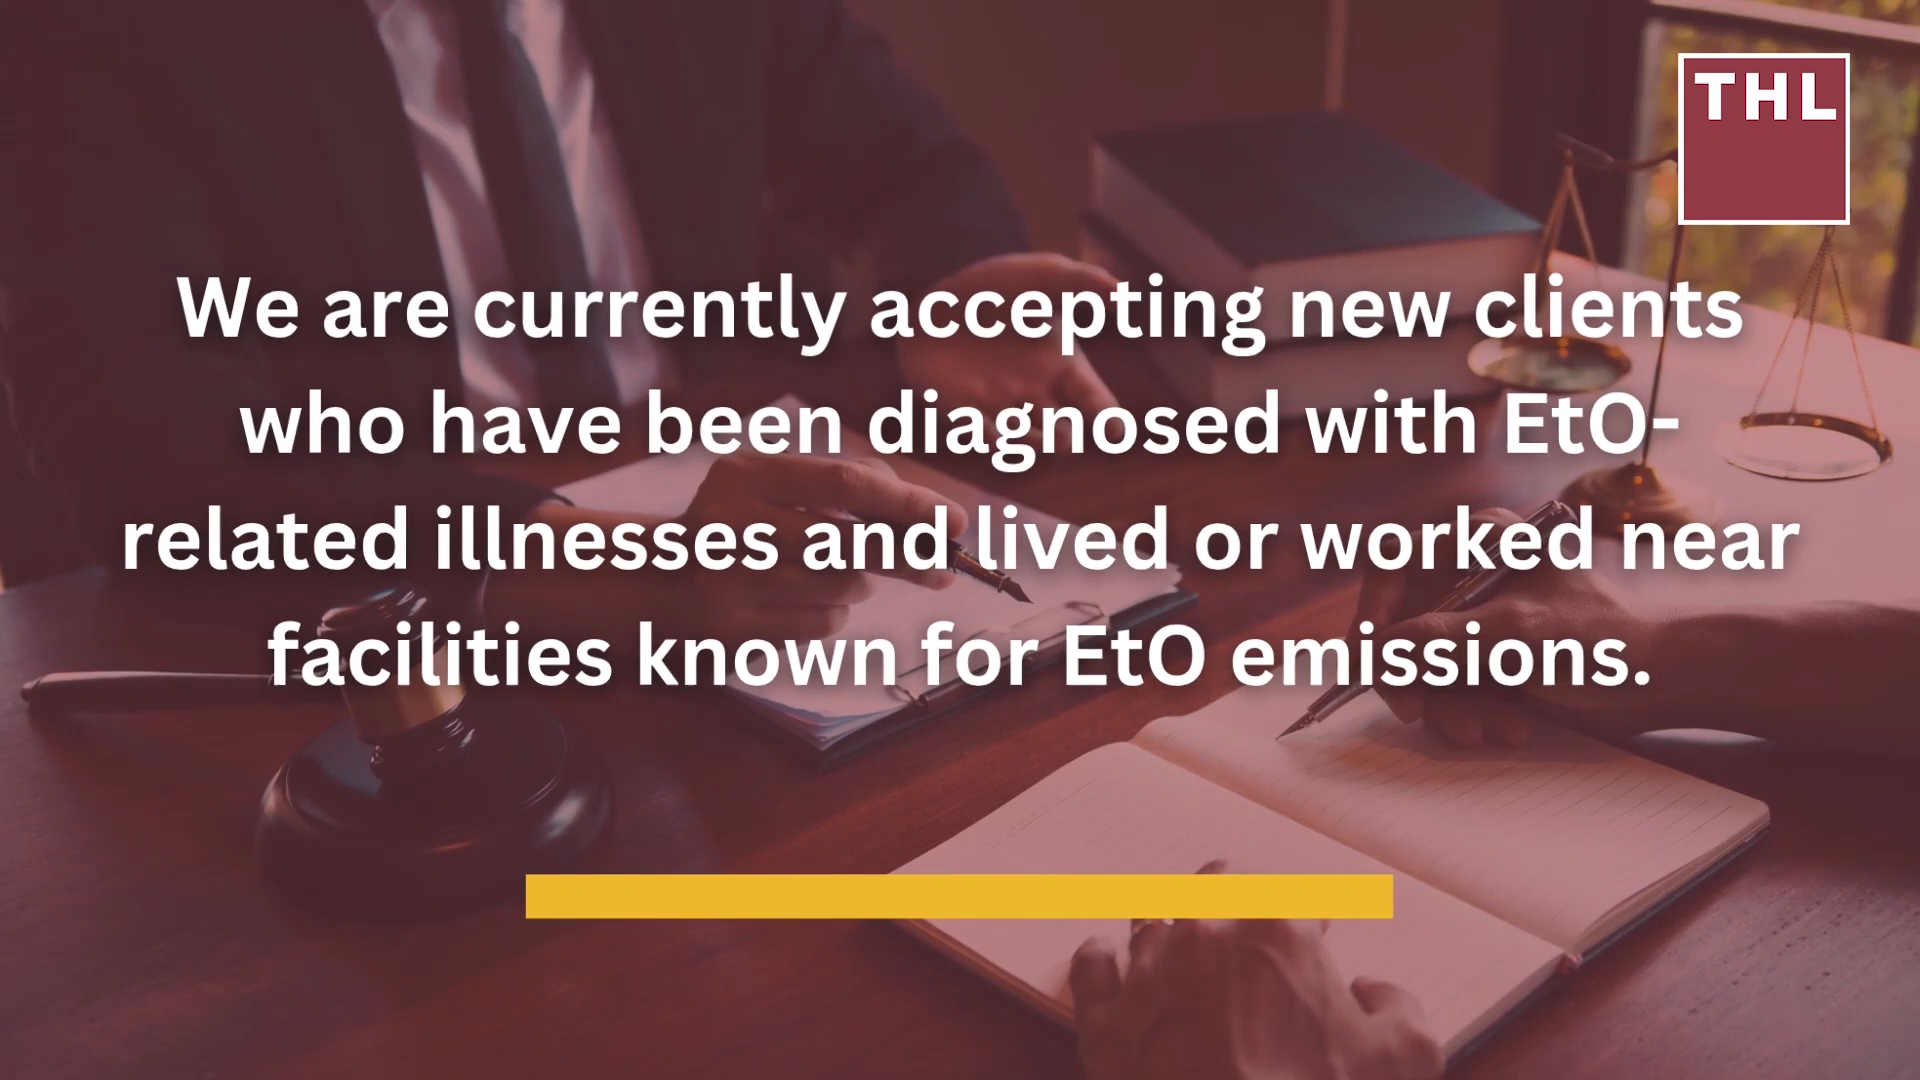 THL
We are currently accepting new clients
who have been diagnosed with EtO-
related illnesses and lived or worked near
facilities known for EtO emissions.